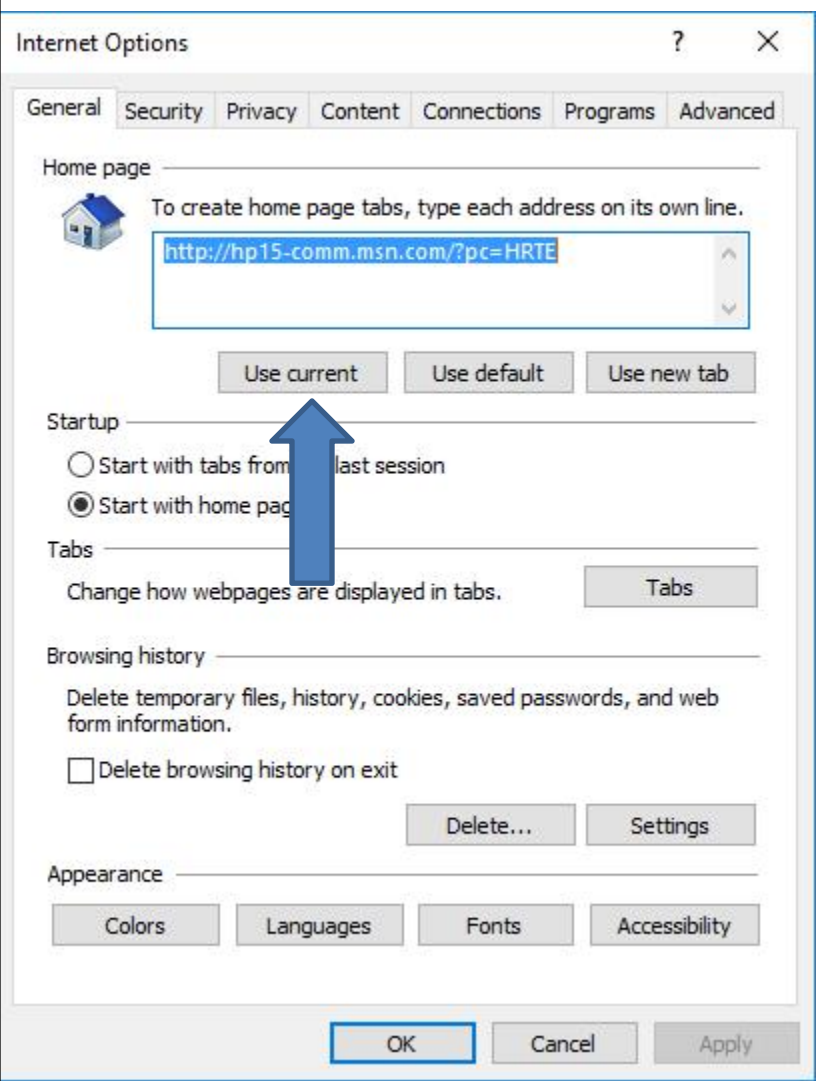 Internet Options ?
General Security Privacy Content Connections Programs Advanced
Home page
To create home page tabs, type each address on its own line.
http://hp15-comm.msn.com/?pc=HRTE
Use current Use default Use new tab
Startup
Start with tabs from last session
Start with home pag
Tabs
Change how webpages are displayed in tabs. Tabs
Browsing history
Delete temporary files, history, cookies, saved passwords, and web
form information.
Delete browsing history on exit
Delete... Settings
Appearance
Colors Languages Fonts Accessibility
OK Cancel Apply